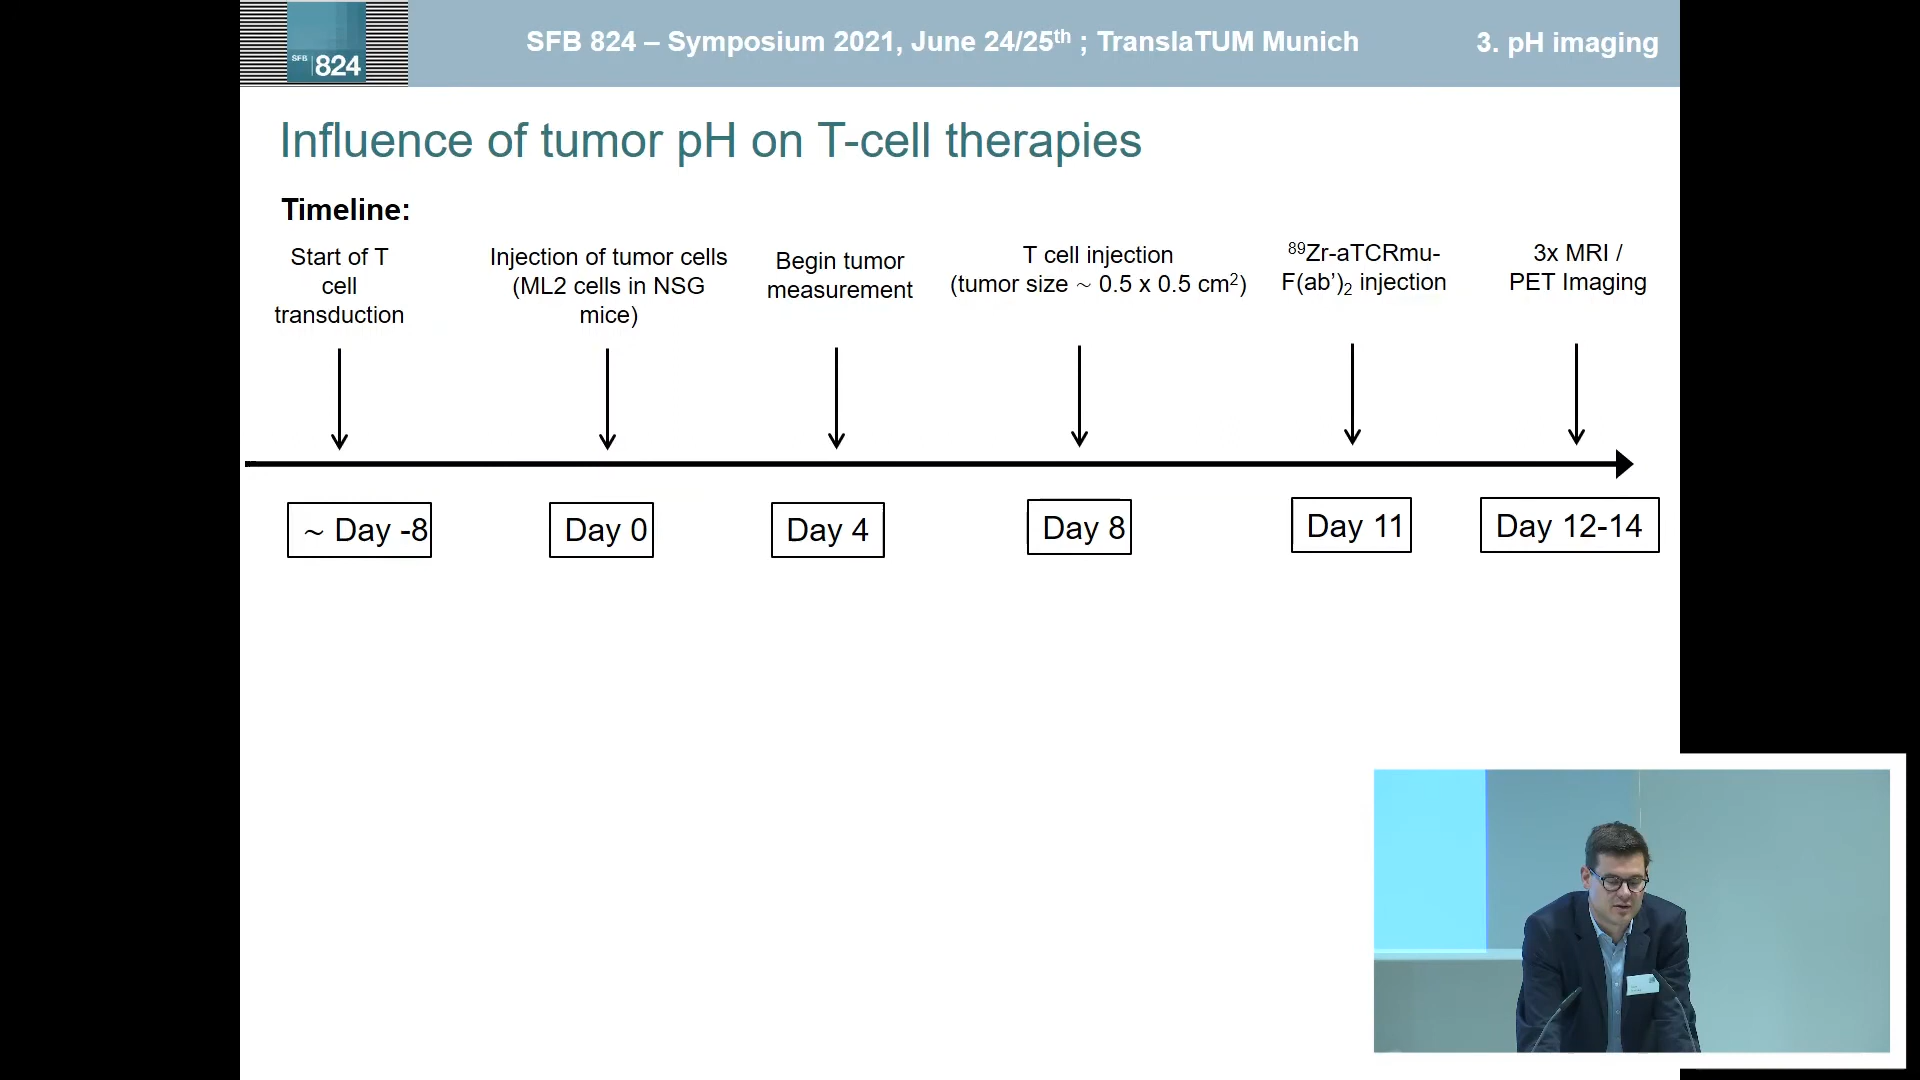 SFB 824
SFB 824 – Symposium 2021, June 24/25th ; TranslaTUM Munich
3. pH imaging
Influence of tumor pH on T-cell therapies
Timeline:
Start of T
cell
transduction
Injection of tumor cells
(ML2 cells in NSG
mice)
Begin tumor
measurement
T cell injection
(tumor size ~ 0.5 x 0.5 cm²)
⁸⁹Zr-aTCRmu-
F(ab’)₂ injection
3x MRI /
PET Imaging
~ Day -8
Day 0
Day 4
Day 8
Day 11
Day 12-14